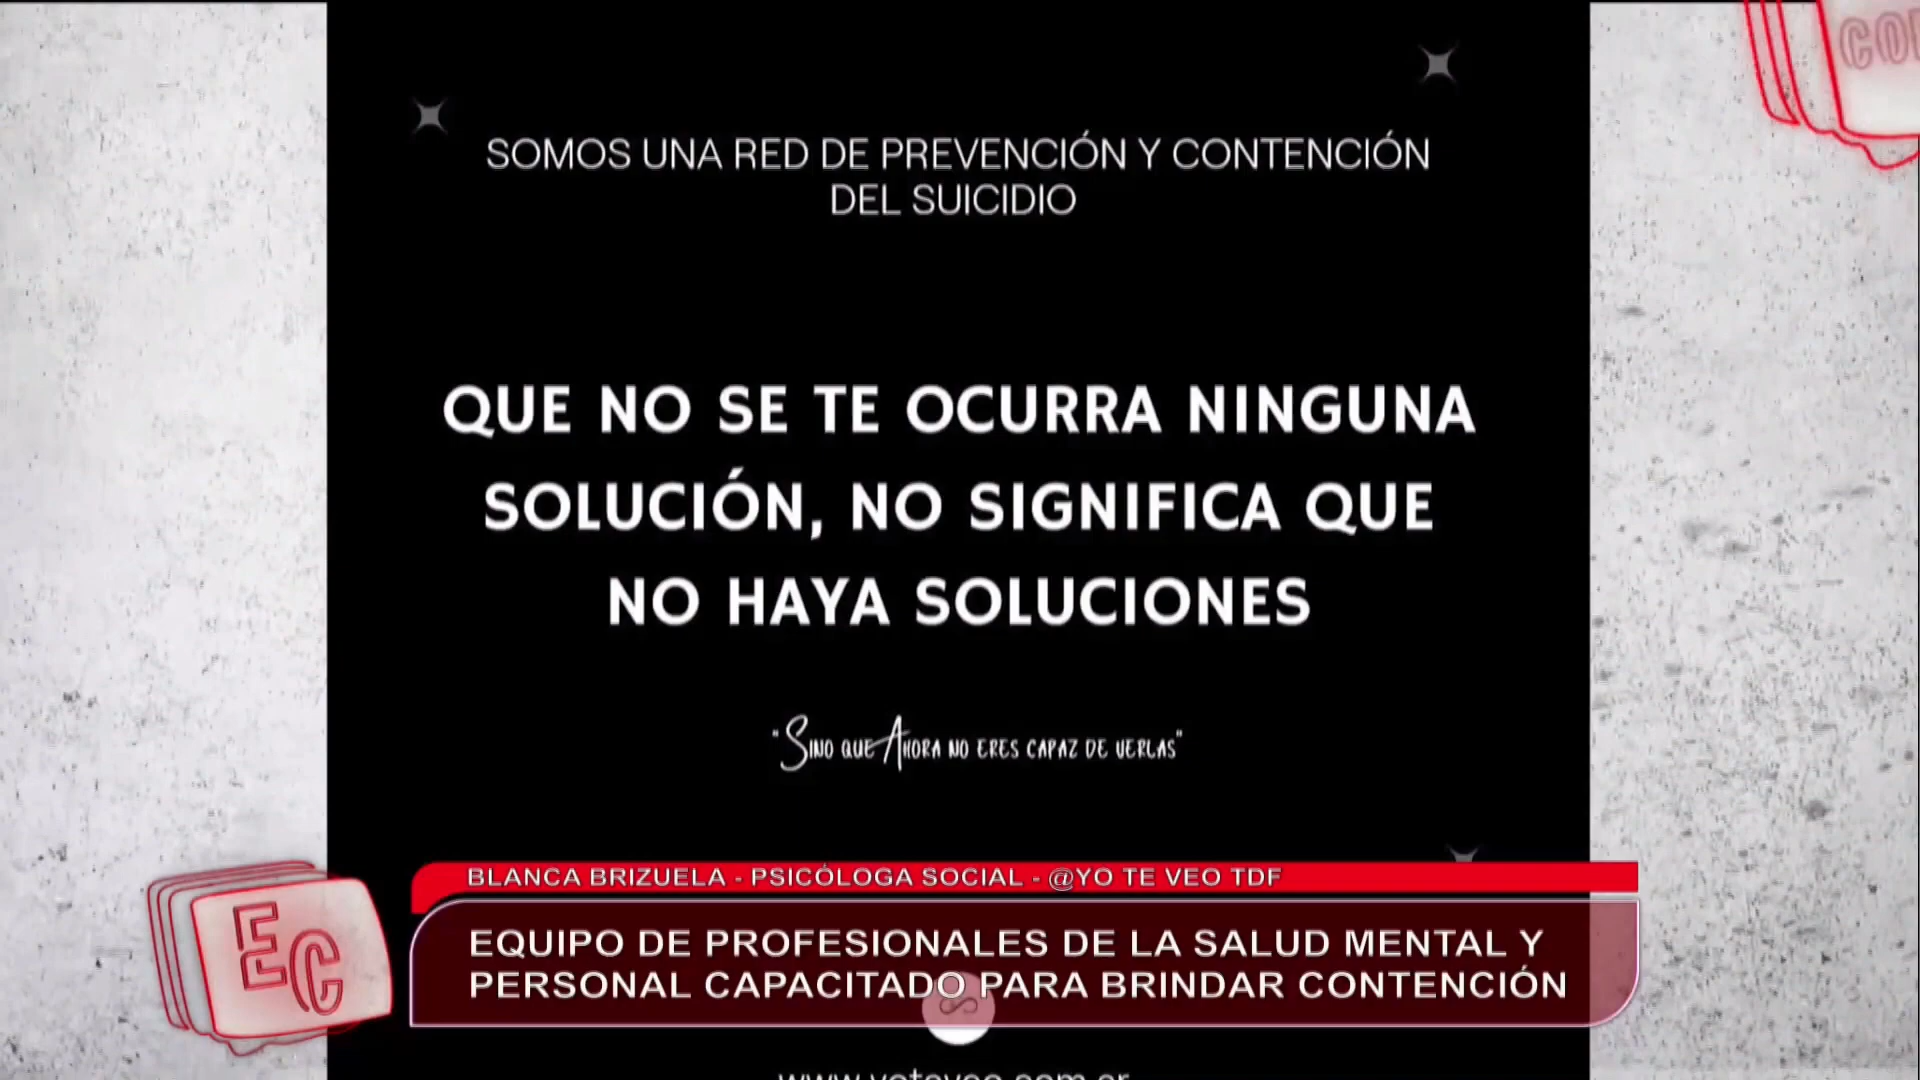 SOMOS UNA RED DE PREVENCIÓN Y CONTENCIÓN
DEL SUICIDIO
QUE NO SE TE OCURRA NINGUNA
SOLUCIÓN, NO SIGNIFICA QUE
NO HAYA SOLUCIONES
"Sino que Ahora no eres capaz de verlas"
BLANCA BRIZUELA - PSICÓLOGA SOCIAL - @YO TE VEO TDF
EQUIPO DE PROFESIONALES DE LA SALUD MENTAL Y
PERSONAL CAPACITADO PARA BRINDAR CONTENCIÓN
EC